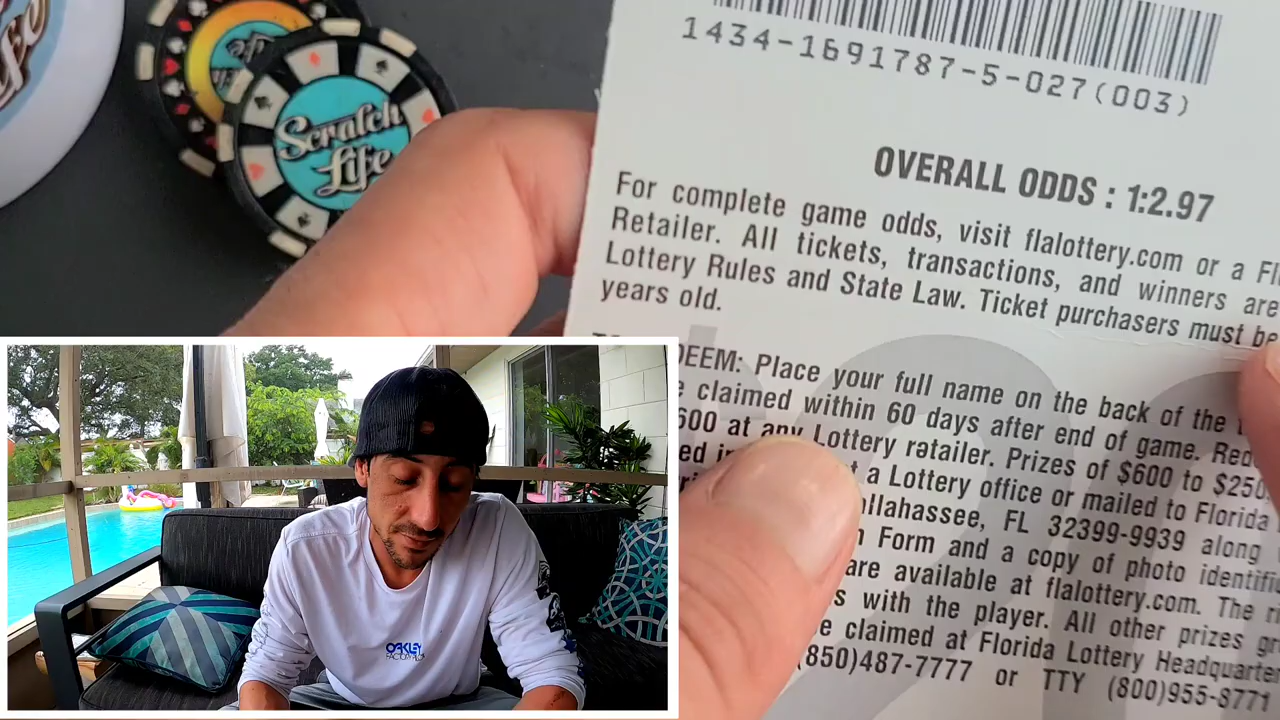 1434-1691787-5-027(003)
OVERALL ODDS : 1:2.97
For complete game odds, visit flalottery.com or a
Retailer. All tickets, transactions, and winners are
Lottery Rules and State Law. Ticket purchasers must be
years old.
Place your full name on the back of the
claimed within 60 days after end of game.
at any Lottery retailer. Prizes of $600 to
a Lottery office or mailed to Florida
FL 32399-9939 along
Form and a copy of photo
are available at flalottery.com. The
with the player. All other prizes
claimed at Florida Lottery
(850)487-7777 or TTY (800)955-8771
Scratch
Life
OAKLEY